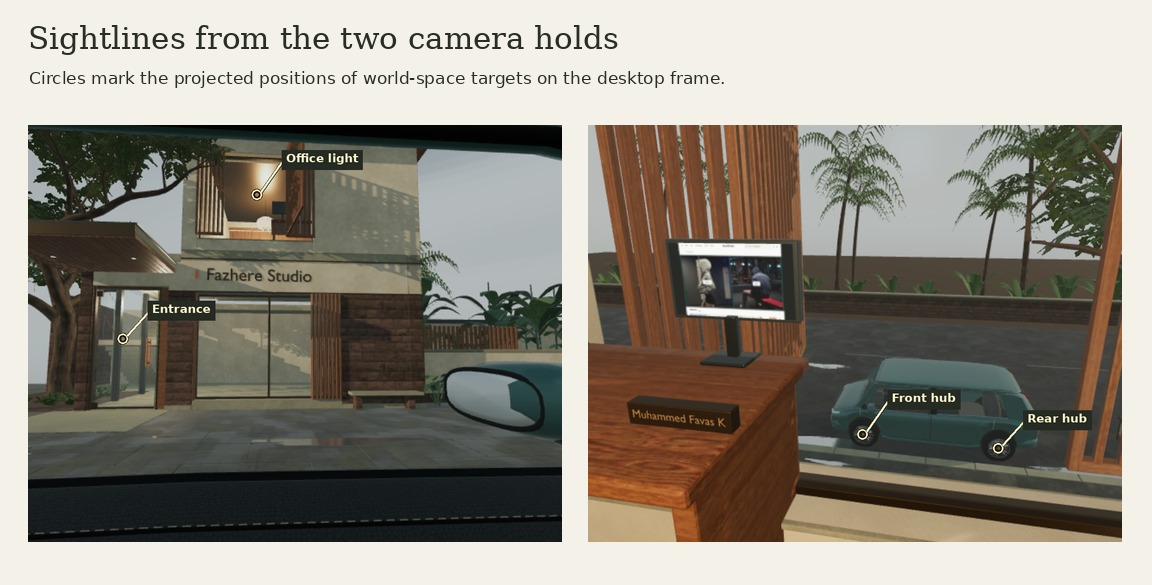 Sightlines from the two camera holds
Circles mark the projected positions of world-space targets on the desktop frame.
Office light
Fazhere Studio
Entrance
Muhammed Favas K
Front hub
Rear hub